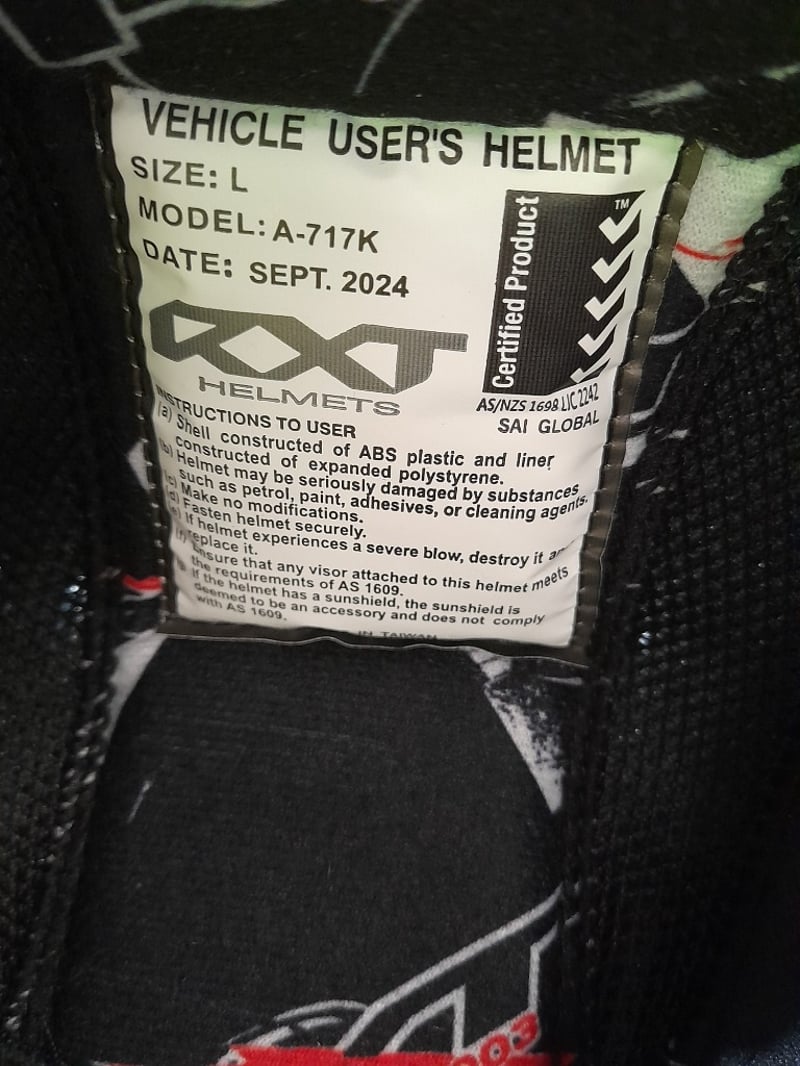 VEHICLE USER'S HELMET
SIZE: L
MODEL: A-717K
DATE: SEPT. 2024
Certified Product
TM
HELMETS
AS/NZS 1698 LIC 2242
SAI GLOBAL
INSTRUCTIONS TO USER
(a) Shell constructed of ABS plastic and liner
constructed of expanded polystyrene.
(b) Helmet may be seriously damaged by substances
such as petrol, paint, adhesives, or cleaning agents.
(c) Make no modifications.
(d) Fasten helmet securely.
(e) If helmet experiences a severe blow, destroy it
replace it.
(f) Ensure that any visor attached to this helmet meets
the requirements of AS 1609.
If the helmet has a sunshield, the sunshield is
deemed to be an accessory and does not comply
with AS 1609.
IN TAIWAN